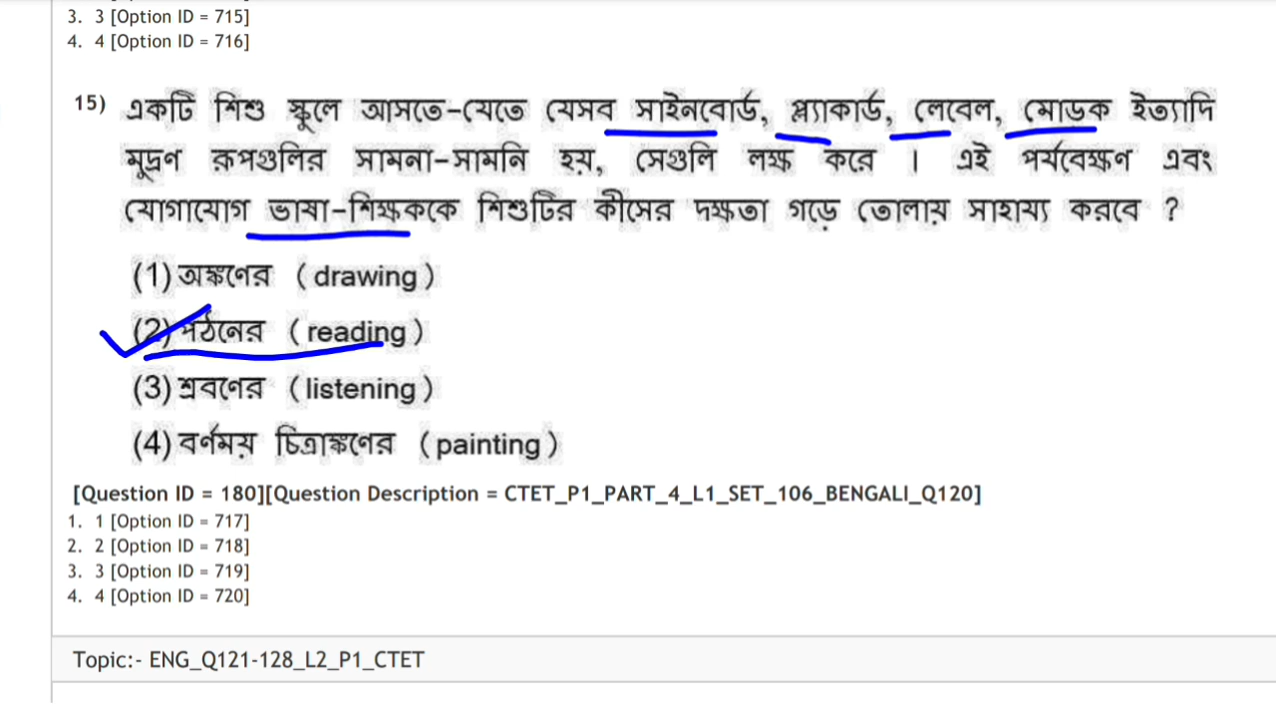 3. 3 [Option ID = 715]
4. 4 [Option ID = 716]
15) একটি শিশু স্কুলে আসতে-যেতে যেসব সাইনবোর্ড, প্ল্যাকার্ড, লেবেল, মোড়ক ইত্যাদি
মুদ্রণ রূপগুলির সামনা-সামনি হয়, সেগুলি লক্ষ করে । এই পর্যবেক্ষণ এবং
যোগাযোগ ভাষা-শিক্ষককে শিশুটির কীসের দক্ষতা গড়ে তোলায় সাহায্য করবে ?
(1) অঙ্কণের ( drawing )
(2) পঠনের ( reading )
(3) শ্রবণের ( listening )
(4) বর্ণময় চিত্রাঙ্কণের ( painting )
[Question ID = 180][Question Description = CTET_P1_PART_4_L1_SET_106_BENGALI_Q120]
1. 1 [Option ID = 717]
2. 2 [Option ID = 718]
3. 3 [Option ID = 719]
4. 4 [Option ID = 720]
Topic:- ENG_Q121-128_L2_P1_CTET